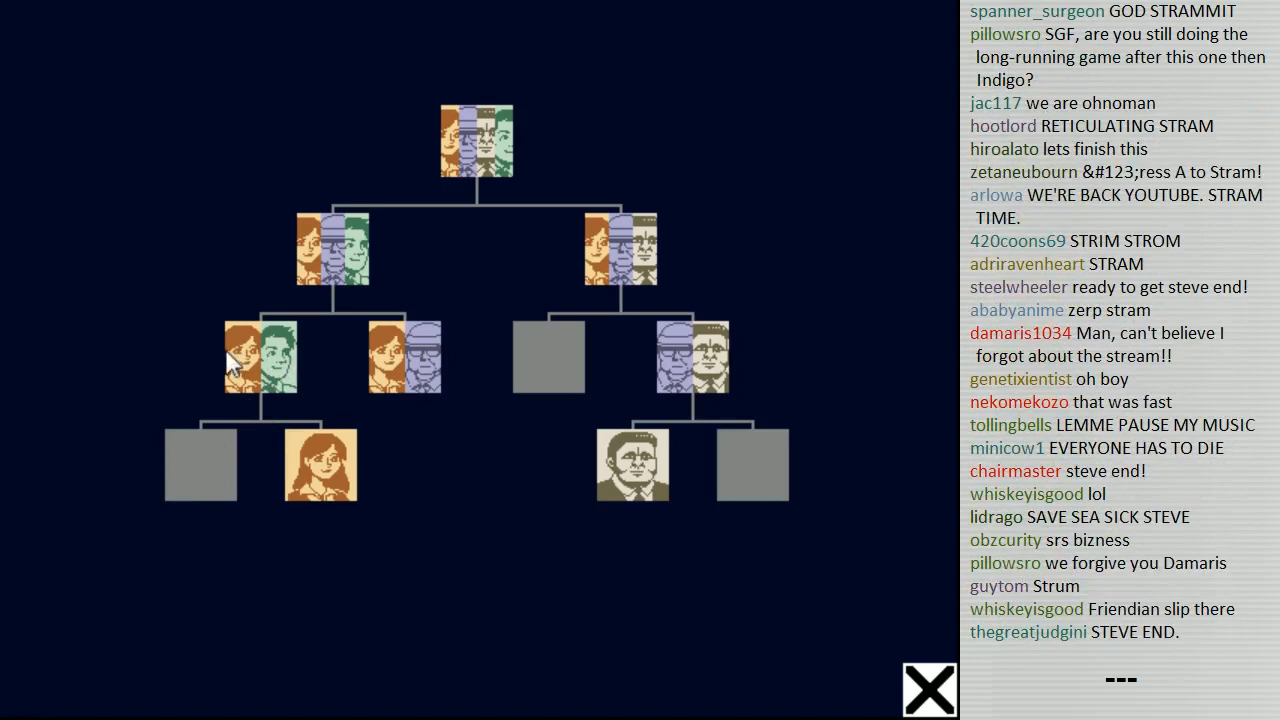 spanner_surgeon GOD STRAMMIT
pillowsro SGF, are you still doing the
long-running game after this one then
Indigo?
jac117 we are ohnoman
hootlord RETICULATING STRAM
hiroalato lets finish this
zetaneubourn &#123;ress A to Stram!
arlowa WE'RE BACK YOUTUBE. STRAM
TIME.
420coons69 STRIM STROM
adriravenheart STRAM
steelwheeler ready to get steve end!
ababyanime zerp stram
damaris1034 Man, can't believe I
forgot about the stream!!
genetixientist oh boy
nekomekozo that was fast
tollingbells LEMME PAUSE MY MUSIC
minicow1 EVERYONE HAS TO DIE
chairmaster steve end!
whiskeyisgood lol
lidrago SAVE SEA SICK STEVE
obzcurity srs bizness
pillowsro we forgive you Damaris
guytom Strum
whiskeyisgood Friendian slip there
thegreatjudgini STEVE END.
---